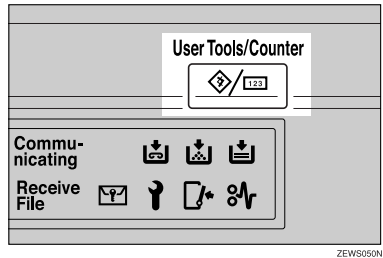 User Tools/Counter
123
Commu-
nicating
Receive
File
ZEWS050N